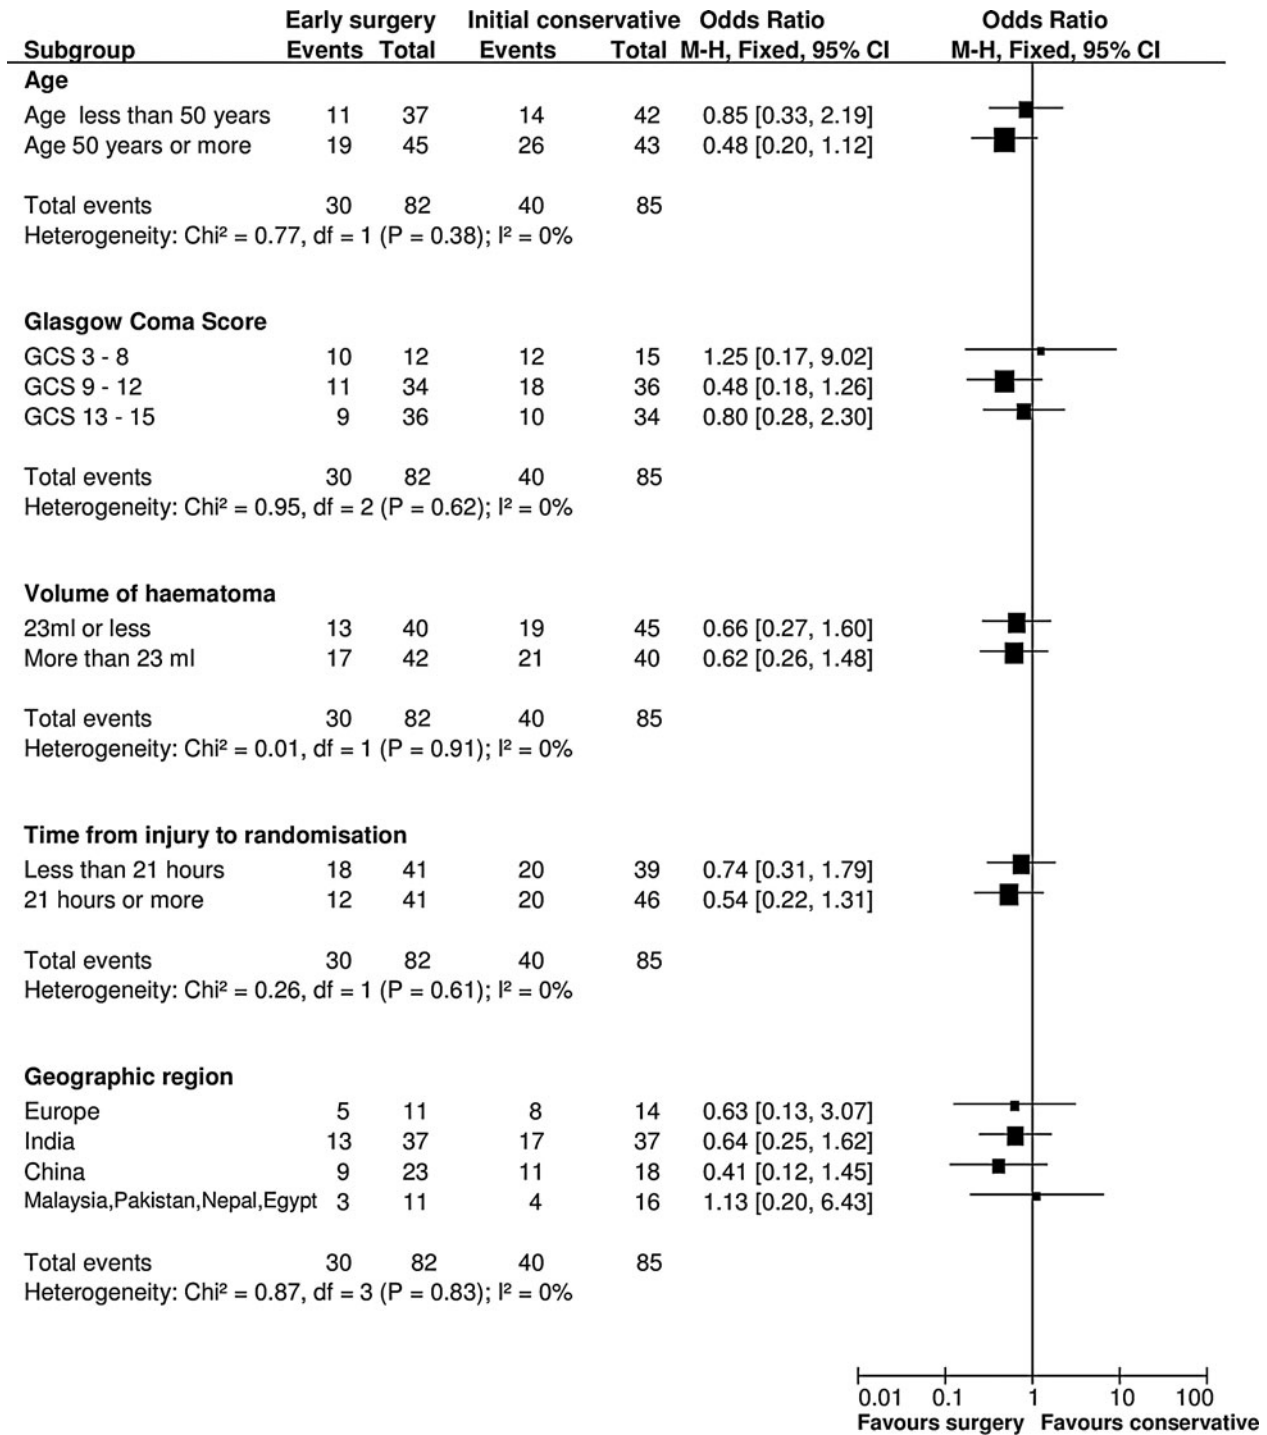 Early surgery Initial conservative Odds Ratio Odds Ratio
Subgroup Events Total Events Total M-H, Fixed, 95% CI M-H, Fixed, 95% CI
Age
Age less than 50 years 11 37 14 42 0.85 [0.33, 2.19]
Age 50 years or more 19 45 26 43 0.48 [0.20, 1.12]
Total events 30 82 40 85
Heterogeneity: Chi² = 0.77, df = 1 (P = 0.38); I² = 0%
Glasgow Coma Score
GCS 3 - 8 10 12 12 15 1.25 [0.17, 9.02]
GCS 9 - 12 11 34 18 36 0.48 [0.18, 1.26]
GCS 13 - 15 9 36 10 34 0.80 [0.28, 2.30]
Total events 30 82 40 85
Heterogeneity: Chi² = 0.95, df = 2 (P = 0.62); I² = 0%
Volume of haematoma
23ml or less 13 40 19 45 0.66 [0.27, 1.60]
More than 23 ml 17 42 21 40 0.62 [0.26, 1.48]
Total events 30 82 40 85
Heterogeneity: Chi² = 0.01, df = 1 (P = 0.91); I² = 0%
Time from injury to randomisation
Less than 21 hours 18 41 20 39 0.74 [0.31, 1.79]
21 hours or more 12 41 20 46 0.54 [0.22, 1.31]
Total events 30 82 40 85
Heterogeneity: Chi² = 0.26, df = 1 (P = 0.61); I² = 0%
Geographic region
Europe 5 11 8 14 0.63 [0.13, 3.07]
India 13 37 17 37 0.64 [0.25, 1.62]
China 9 23 11 18 0.41 [0.12, 1.45]
Malaysia,Pakistan,Nepal,Egypt 3 11 4 16 1.13 [0.20, 6.43]
Total events 30 82 40 85
Heterogeneity: Chi² = 0.87, df = 3 (P = 0.83); I² = 0%
0.01 0.1 1 10 100
Favours surgery Favours conservative